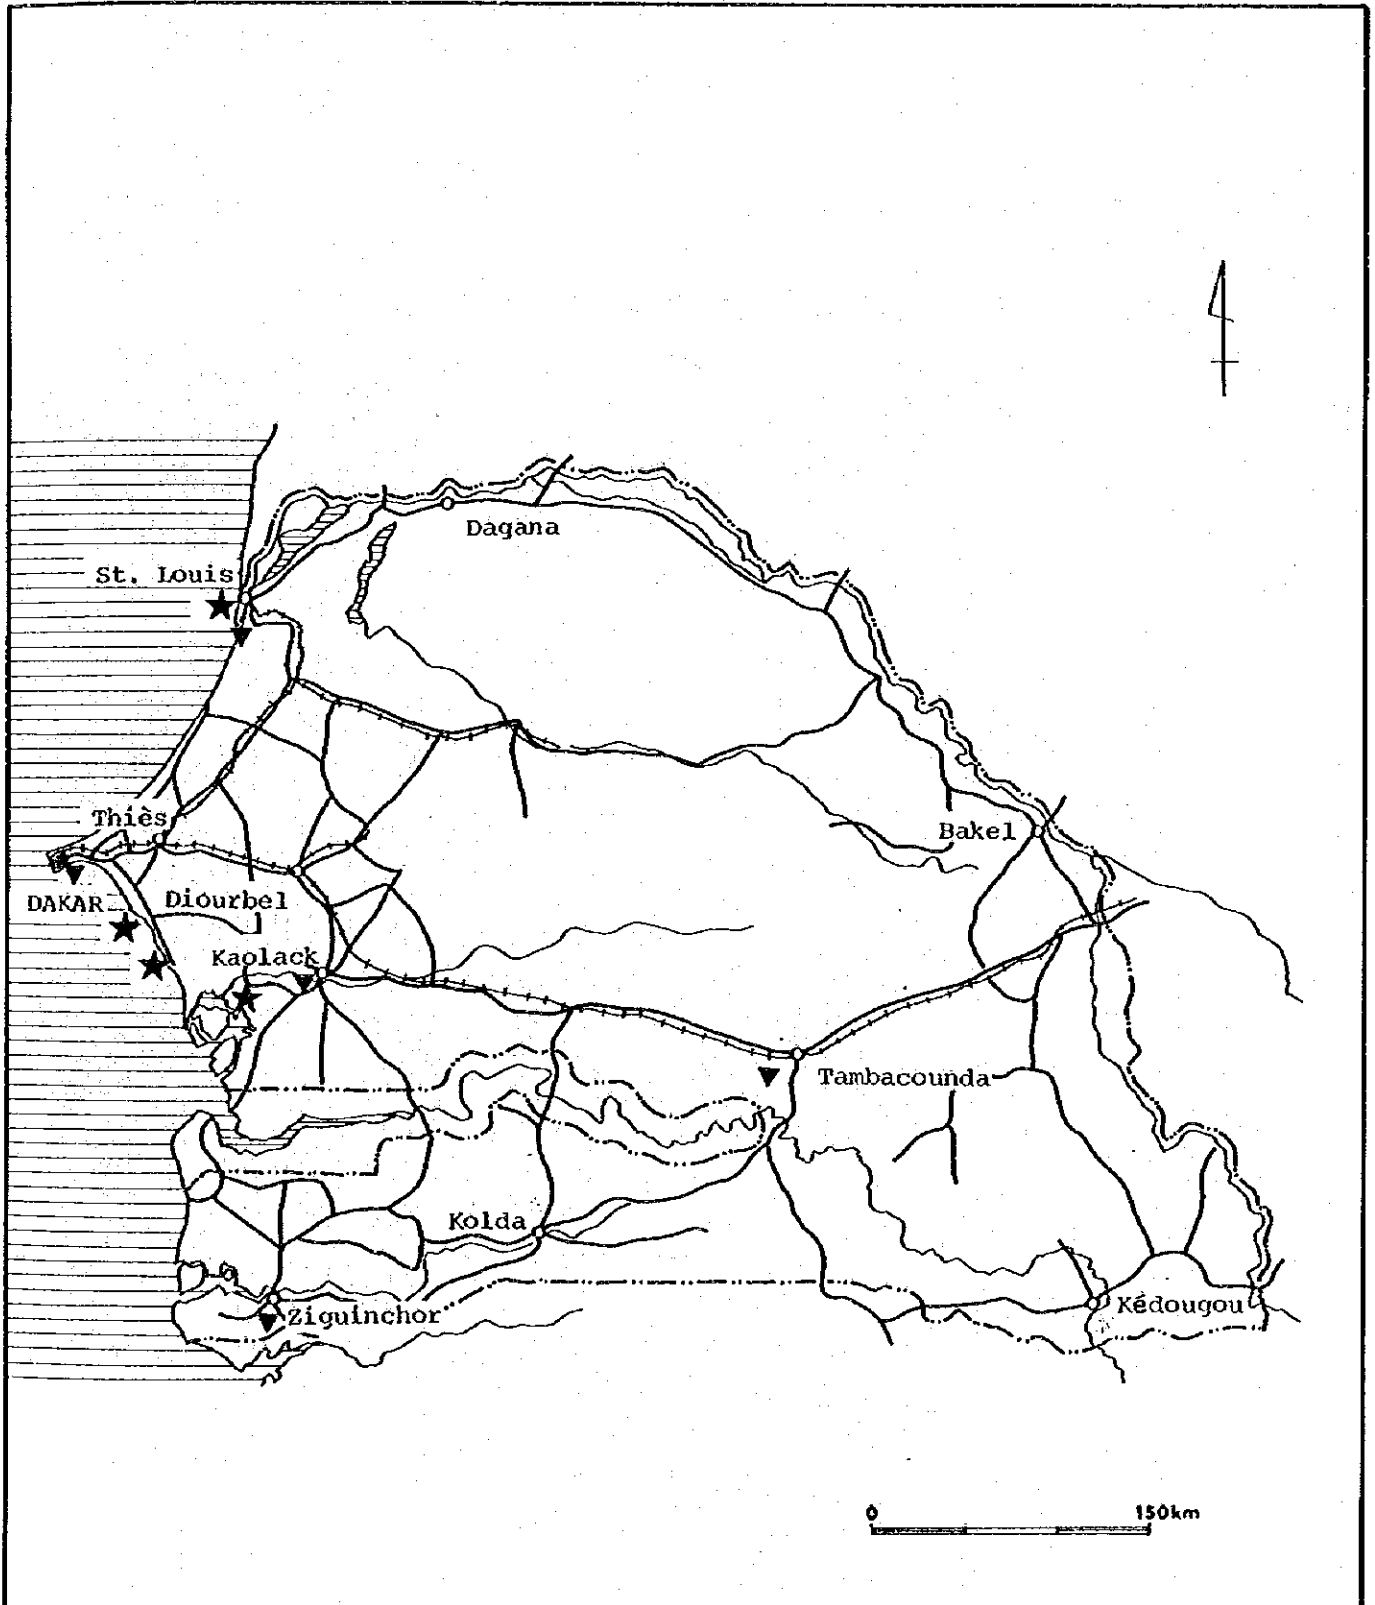 Dagana
St. Louis
Thiès
Bakel
DAKAR
Diourbel
Kaolack
Tambacounda
Kolda
Ziguinchor
Kédougou
0 150km